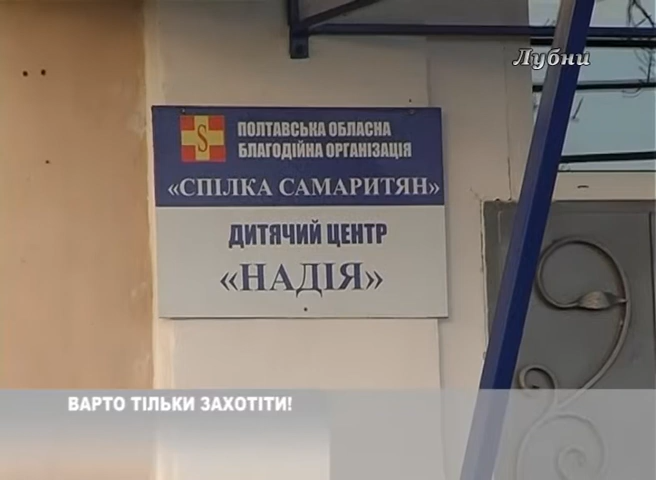 Лубни
S
ПОЛТАВСЬКА ОБЛАСНА
БЛАГОДІЙНА ОРГАНІЗАЦІЯ
«СПІЛКА САМАРИТЯН»
ДИТЯЧИЙ ЦЕНТР
«НАДІЯ»
ВАРТО ТІЛЬКИ ЗАХОТІТИ!